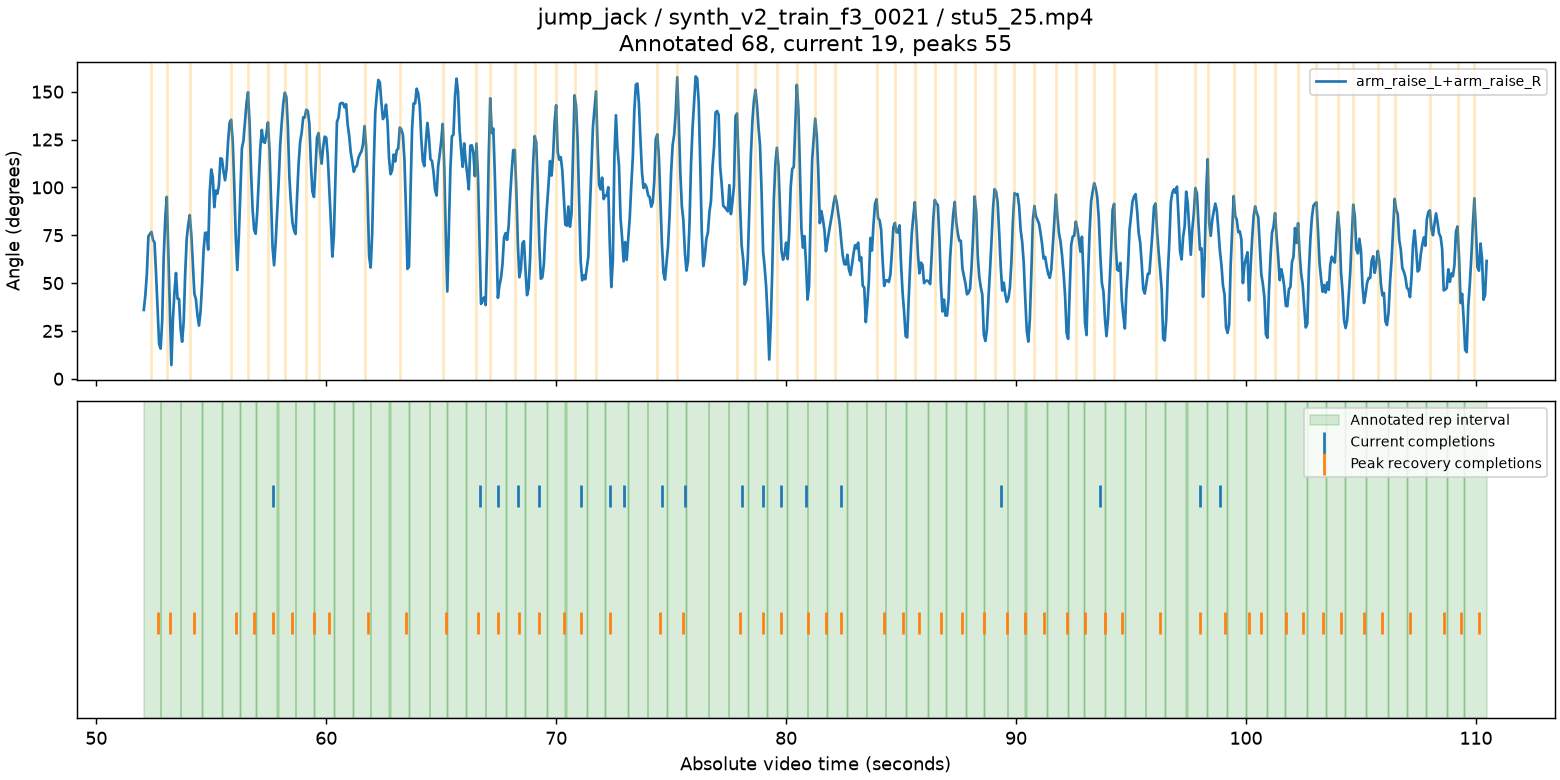 jump_jack / synth_v2_train_f3_0021 / stu5_25.mp4
Annotated 68, current 19, peaks 55
arm_raise_L+arm_raise_R
Angle (degrees)
150
125
100
75
50
25
0
Annotated rep interval
Current completions
Peak recovery completions
50 60 70 80 90 100 110
Absolute video time (seconds)